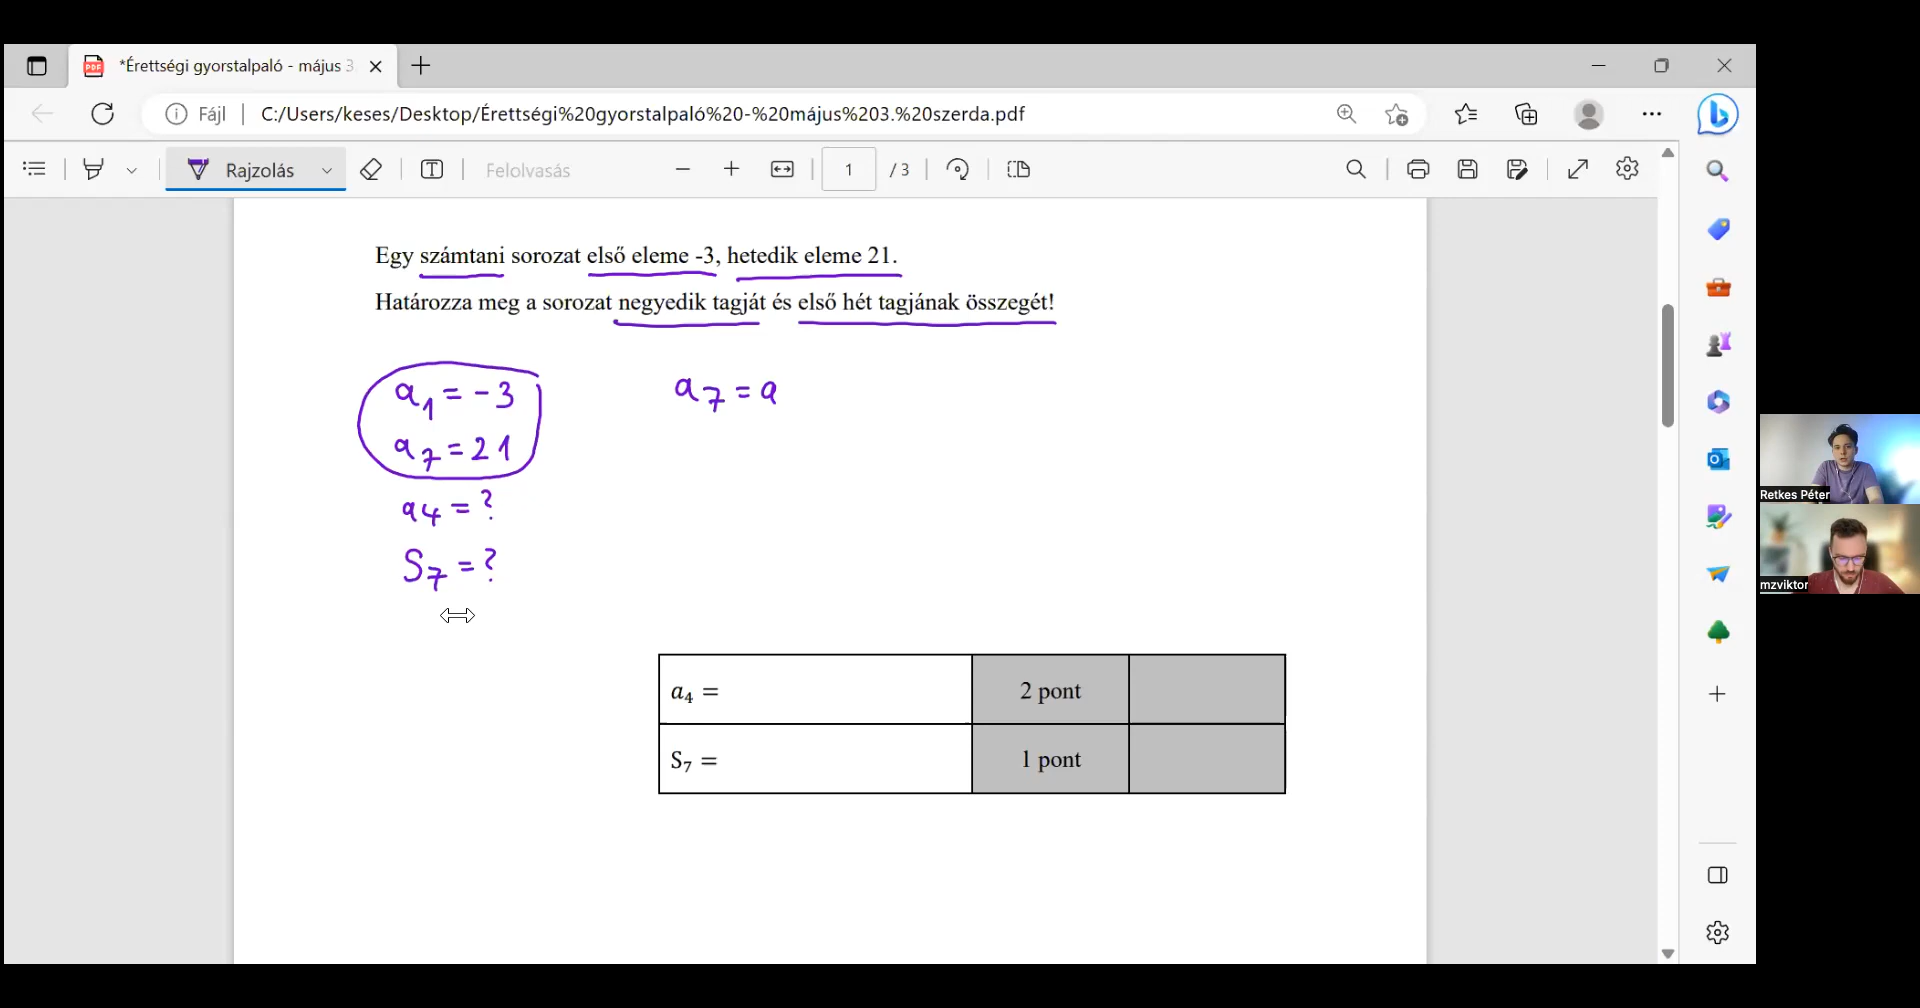 *Érettségi gyorstalpaló - május 3
Fájl
C:/Users/keses/Desktop/Érettségi%20gyorstalpaló%20-%20május%203.%20szerda.pdf
Rajzolás
Felolvasás
1
/ 3
Egy számtani sorozat első eleme -3, hetedik eleme 21.
Határozza meg a sorozat negyedik tagját és első hét tagjának összegét!
a₁ = -3
a₇ = a
a₇ = 21
a₄ = ?
S₇ = ?
a₄ =
2 pont
S₇ =
1 pont
Retkes Péter
mzviktor